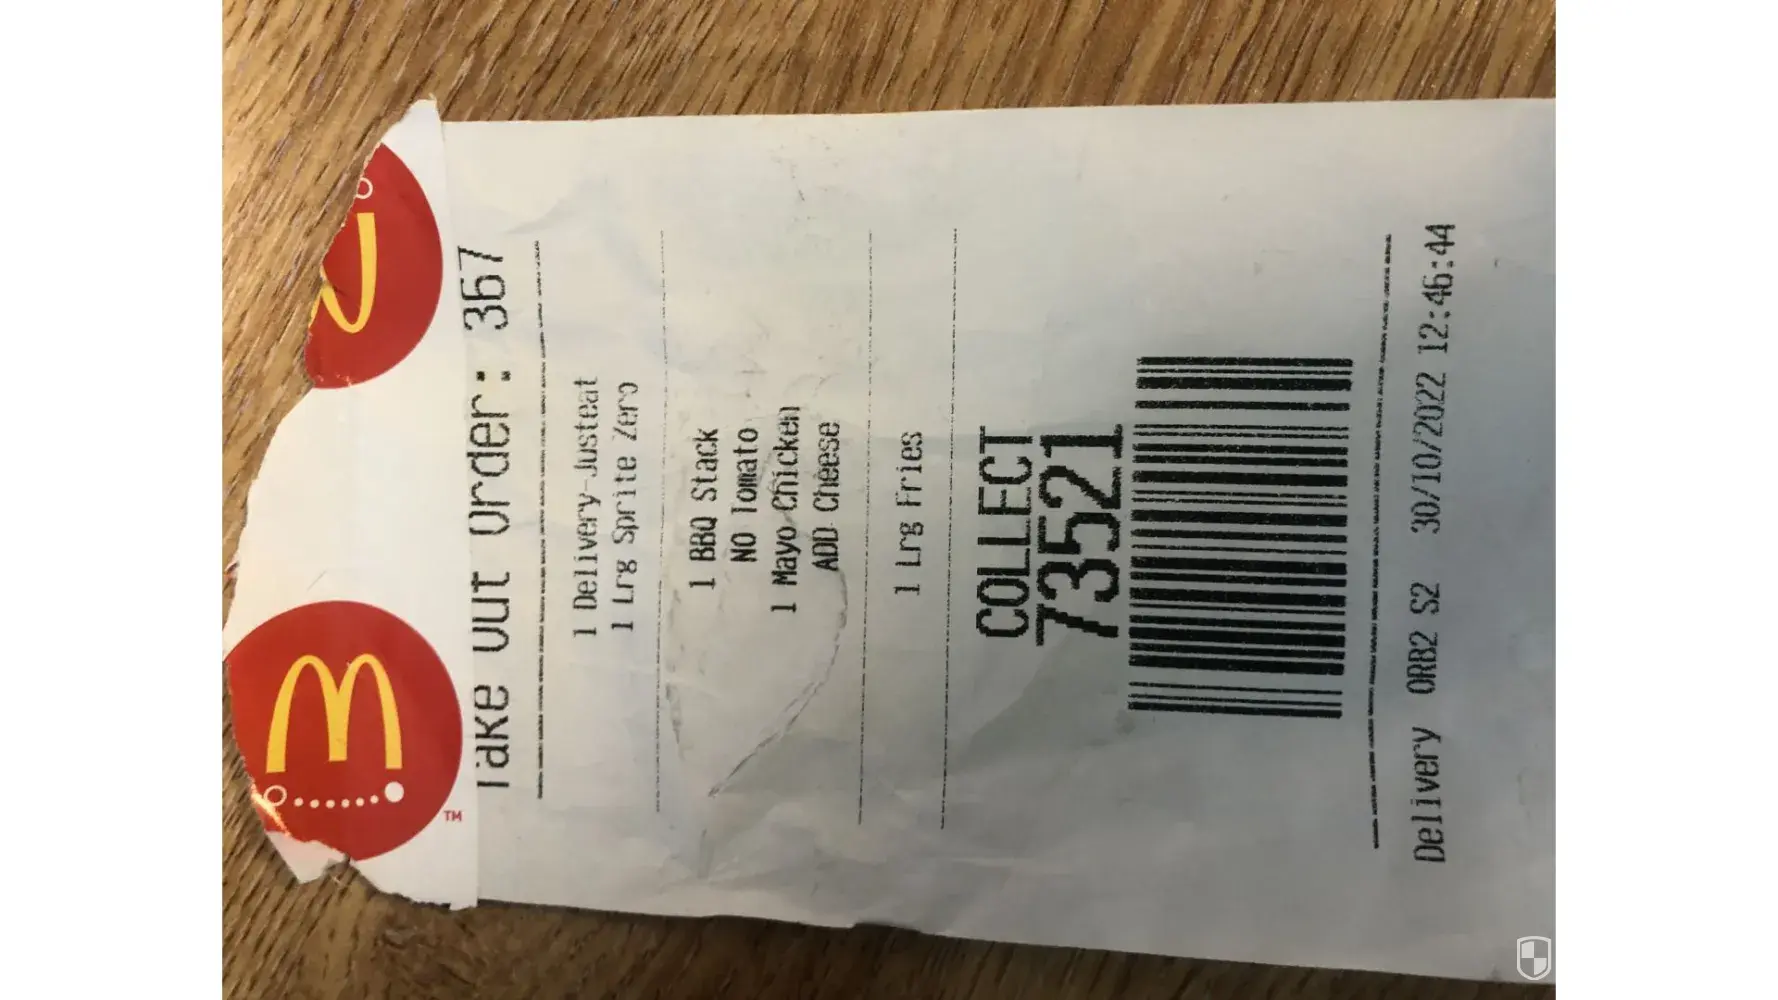 Take Out Order: 367
1 Delivery-Justeat
1 Lrg Sprite Zero
1 BBQ Stack
NO Tomato
1 Mayo Chicken
ADD Cheese
1 Lrg Fries
COLLECT
73521
Delivery ORB2 S2 30/10/2022 12:46:44
TM